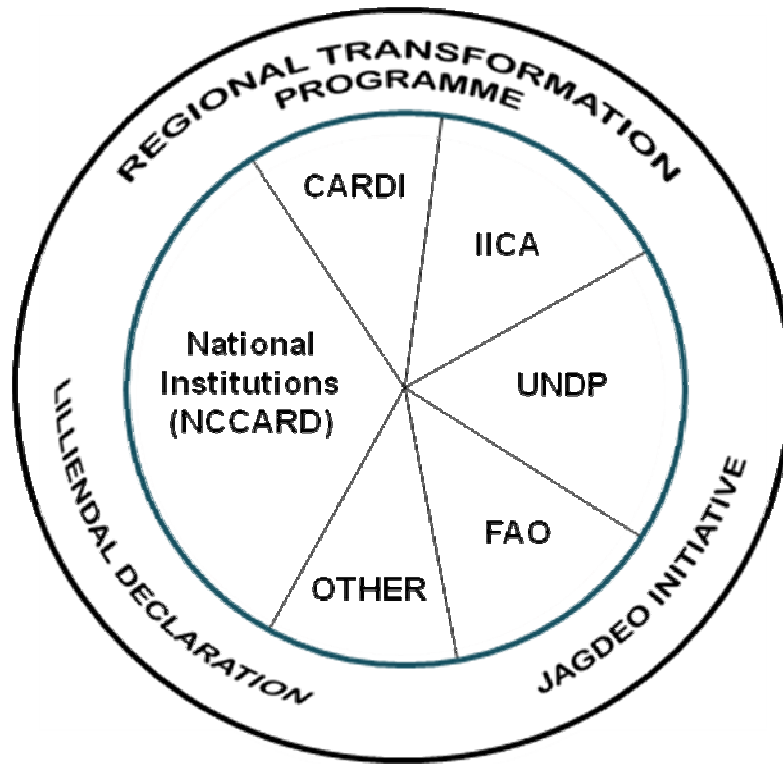 REGIONAL TRANSFORMATION
PROGRAMME
CARDI
IICA
National
Institutions
(NCCARD)
UNDP
FAO
OTHER
LILLIENDAL DECLARATION
JAGDEO INITIATIVE